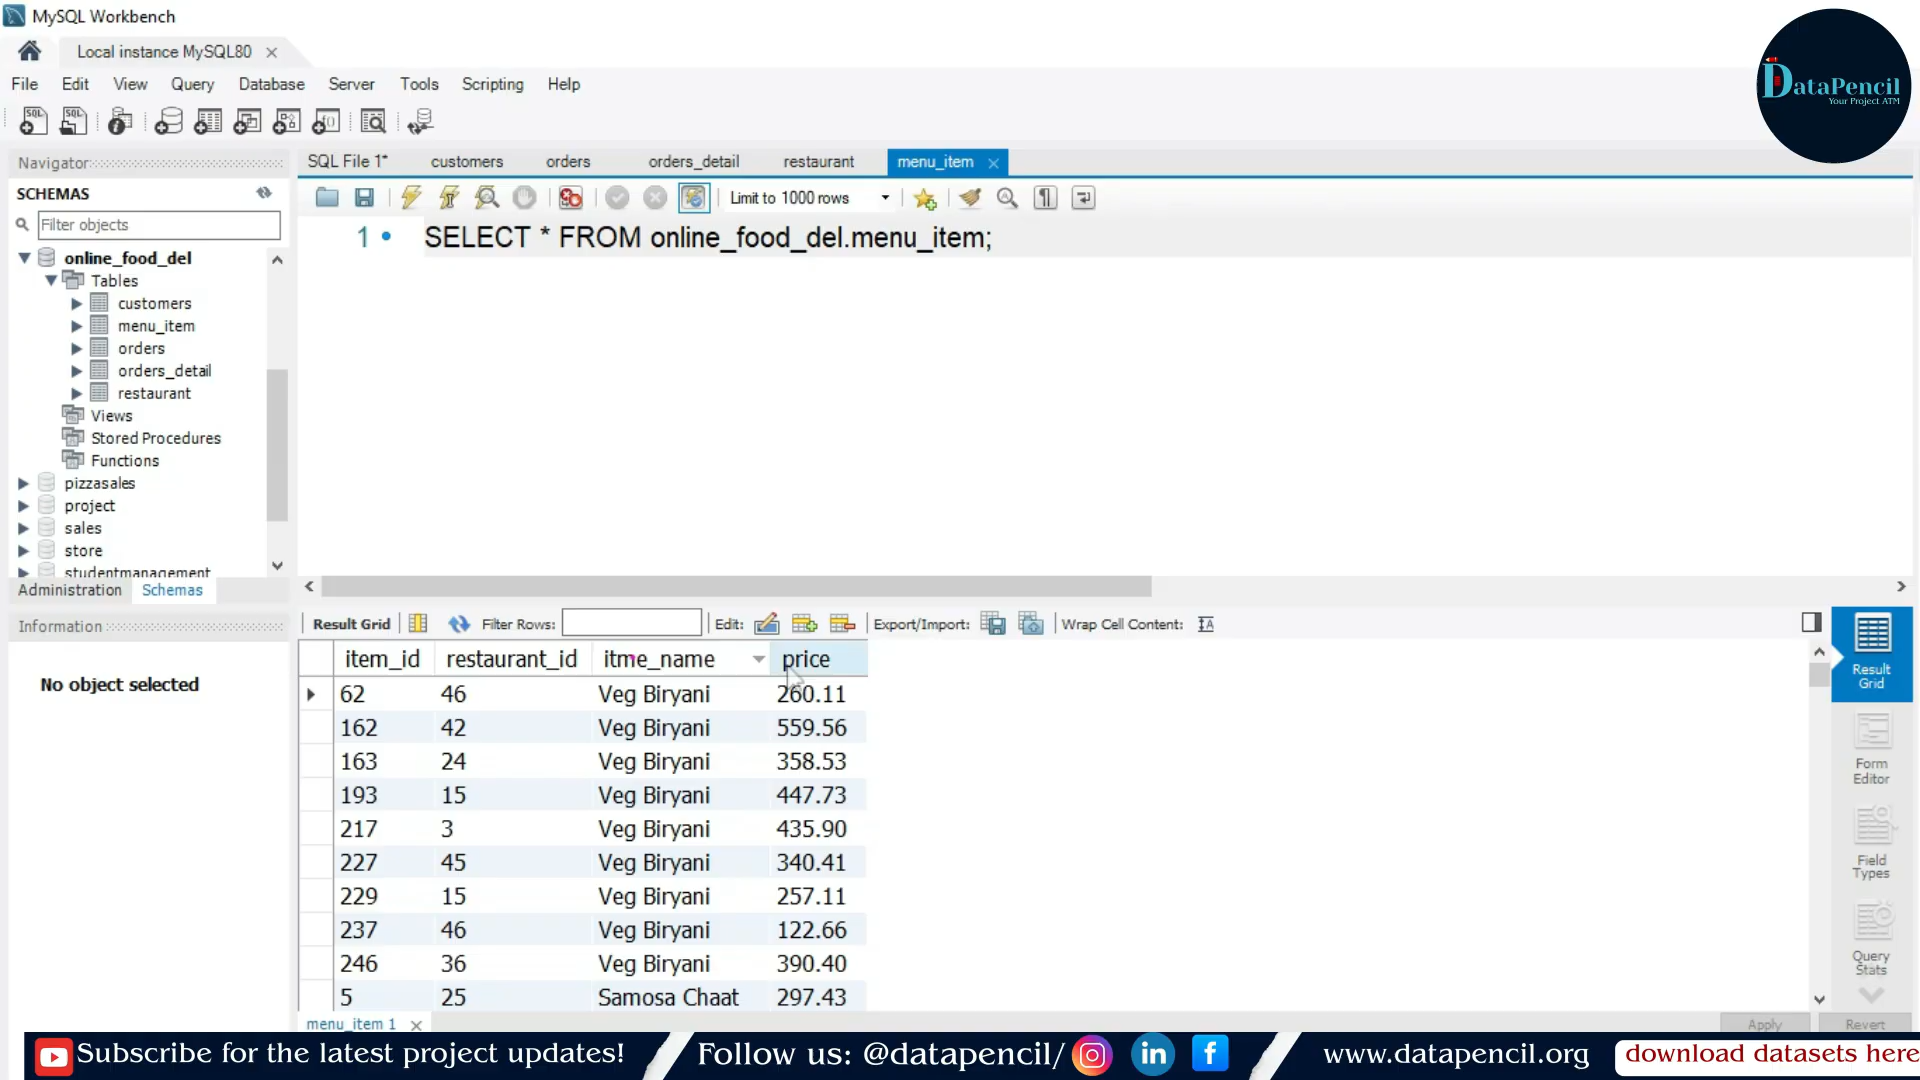 MySQL Workbench
Local instance MySQL80
File Edit View Query Database Server Tools Scripting Help
DataPencil
Your Project ATM
Navigator
SCHEMAS
Filter objects
online_food_del
Tables
customers
menu_item
orders
orders_detail
restaurant
Views
Stored Procedures
Functions
pizzasales
project
sales
store
studentmanagement
Administration Schemas
Information
No object selected
SQL File 1* customers orders orders_detail restaurant menu_item
Limit to 1000 rows
1 SELECT * FROM online_food_del.menu_item;
Result Grid Filter Rows: Edit: Export/Import: Wrap Cell Content:
item_id restaurant_id itme_name price
62 46 Veg Biryani 260.11
162 42 Veg Biryani 559.56
163 24 Veg Biryani 358.53
193 15 Veg Biryani 447.73
217 3 Veg Biryani 435.90
227 45 Veg Biryani 340.41
229 15 Veg Biryani 257.11
237 46 Veg Biryani 122.66
246 36 Veg Biryani 390.40
5 25 Samosa Chaat 297.43
Result
Grid
Form
Editor
Field
Types
Query
Stats
menu_item 1
Apply Revert
Subscribe for the latest project updates! Follow us: @datapencil/ www.datapencil.org download datasets here